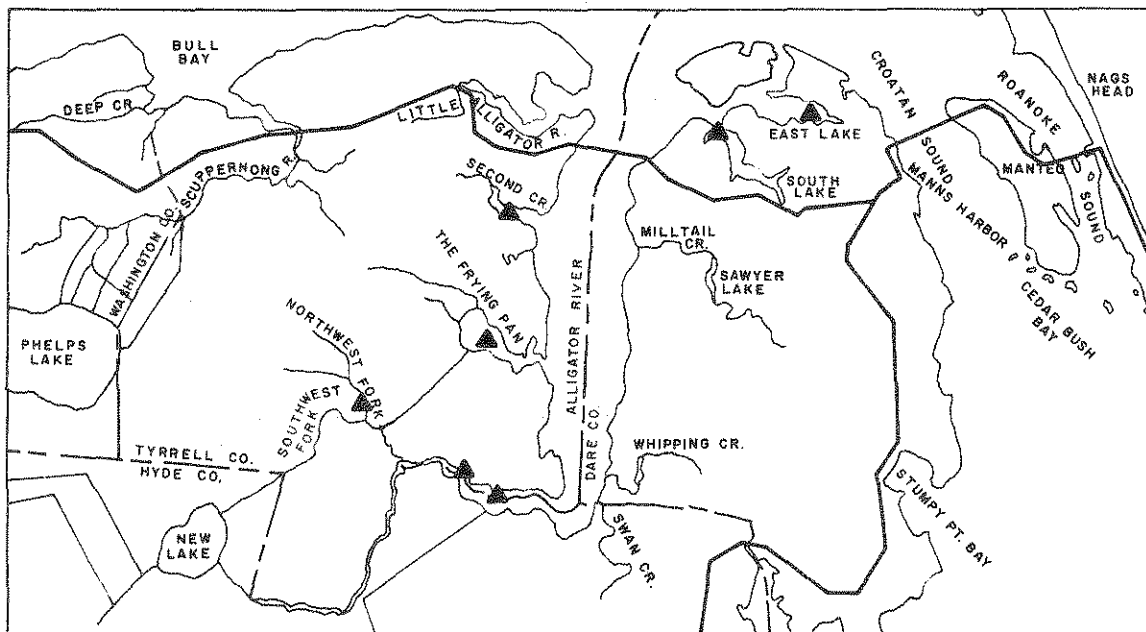 BULL
BAY
DEEP CR.
LITTLE
ALLIGATOR R.
SCUPPERNONG R.
WASHINGTON CO.
PHELPS
LAKE
SECOND CR.
THE FRYING PAN
NORTHWEST FORK
SOUTHWEST
FORK
TYRRELL CO.
HYDE CO.
NEW
LAKE
ALLIGATOR RIVER
DARE CO.
EAST LAKE
SOUTH
LAKE
MILLTAIL
CR.
SAWYER
LAKE
WHIPPING CR.
SWAN CR.
CROATAN
SOUND
MANNS HARBOR
ROANOKE
SOUND
MANTEO
NAGS
HEAD
CEDAR BUSH
BAY
STUMPY PT. BAY